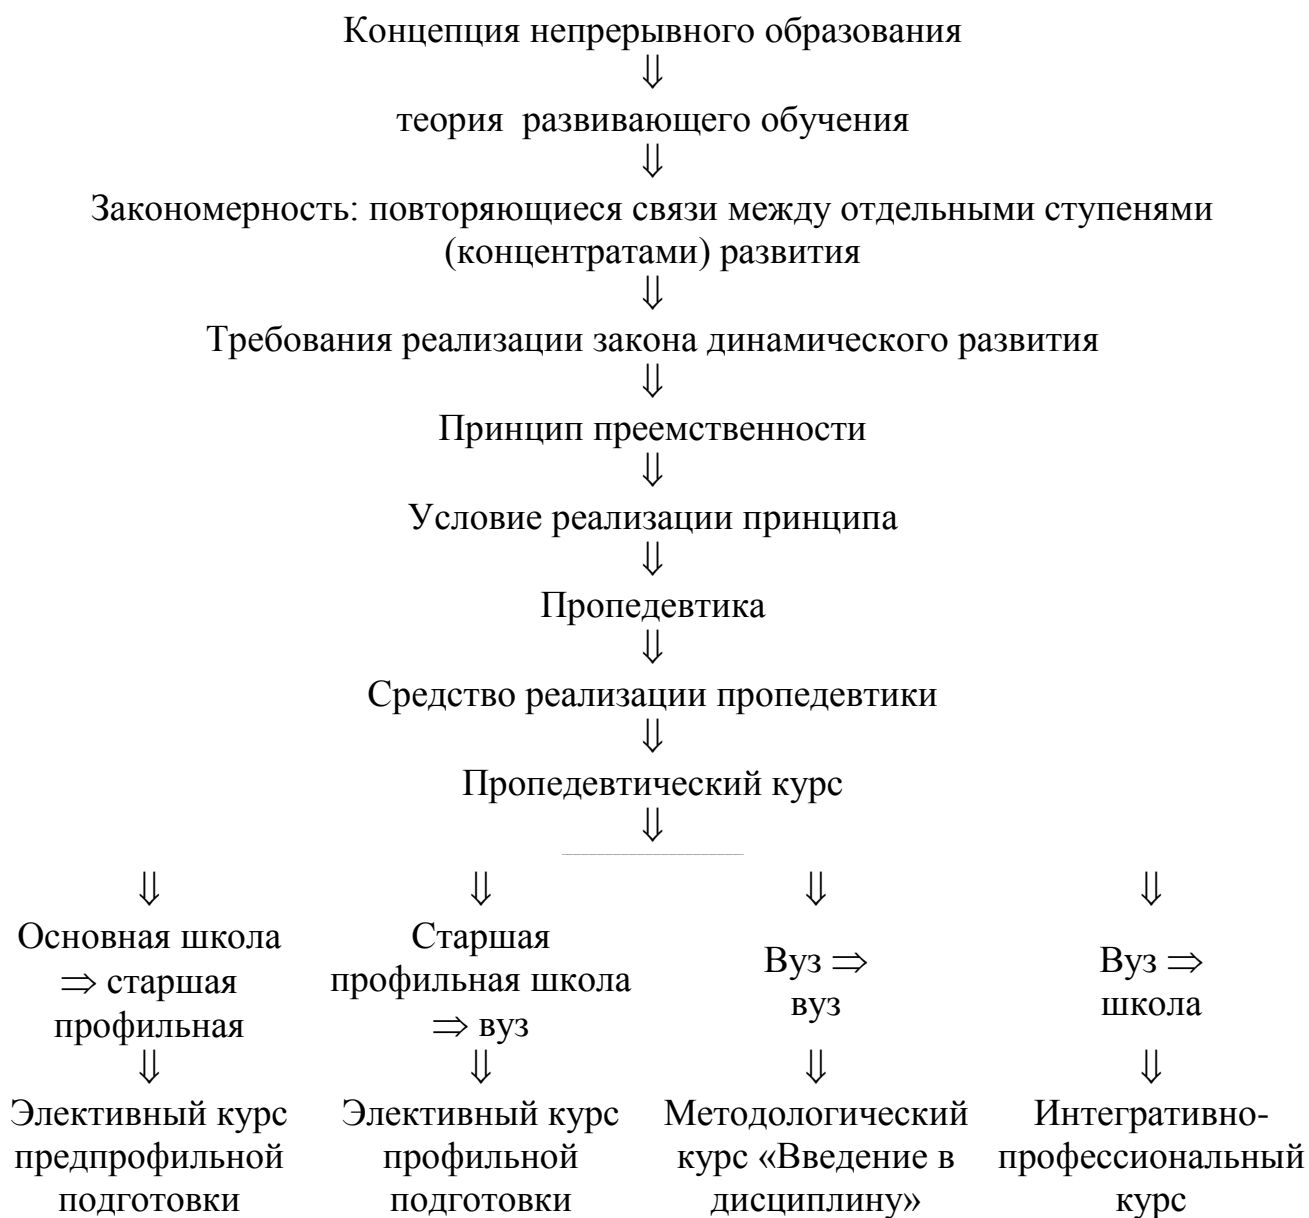 Концепция непрерывного образования
⇓
теория развивающего обучения
⇓
Закономерность: повторяющиеся связи между отдельными ступенями
(концентратами) развития
⇓
Требования реализации закона динамического развития
⇓
Принцип преемственности
⇓
Условие реализации принципа
⇓
Пропедевтика
⇓
Средство реализации пропедевтики
⇓
Пропедевтический курс
⇓
⇓
Основная школа
⇒ старшая
профильная
⇓
Элективный курс
предпрофильной
подготовки
⇓
Старшая
профильная школа
⇒ вуз
⇓
Элективный курс
профильной
подготовки
⇓
Вуз ⇒
вуз
⇓
Методологический
курс «Введение в
дисциплину»
⇓
Вуз ⇒
школа
⇓
Интегративно-
профессиональный
курс